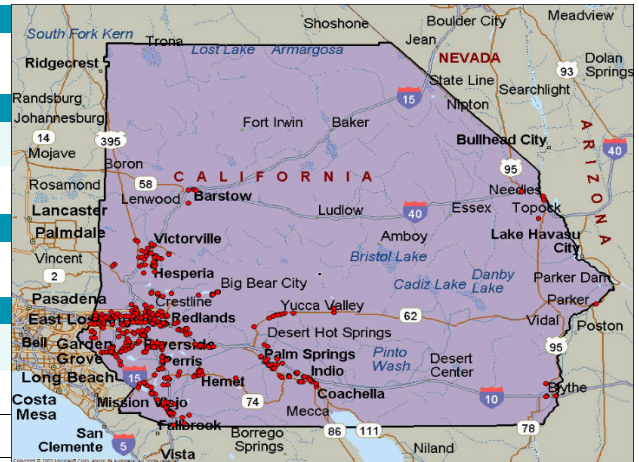 Shoshone
Boulder City
Meadview
South Fork Kern
Trona
Lost Lake
Armargosa
Jean
NEVADA
Ridgecrest
State Line
93
Dolan
Springs
15
Searchlight
Randsburg
Johannesburg
Nipton
14
395
Fort Irwin
Baker
Bullhead City
40
Mojave
Boron
95
ARIZONA
CALIFORNIA
Rosamond
58
Lenwood
Barstow
Needles
Lancaster
Ludlow
40
Essex
Topock
Palmdale
Victorville
Amboy
Lake Havasu
City
Vincent
Bristol Lake
2
Hesperia
Big Bear City
Danby
Lake
Cadiz Lake
Parker Dam
Pasadena
Crestline
Yucca Valley
Parker
East Los
Redlands
62
Vidal
Poston
Bell
Garden
Grove
Riverside
Desert Hot Springs
95
Perris
Palm Springs
Pinto
Wash
Desert
Center
Long Beach
15
Hemet
Indio
Blythe
Costa
Mesa
Mission Viejo
74
Coachella
10
Mecca
Fallbrook
San
Clemente
5
Vista
Borrego
Springs
86
111
Niland
78